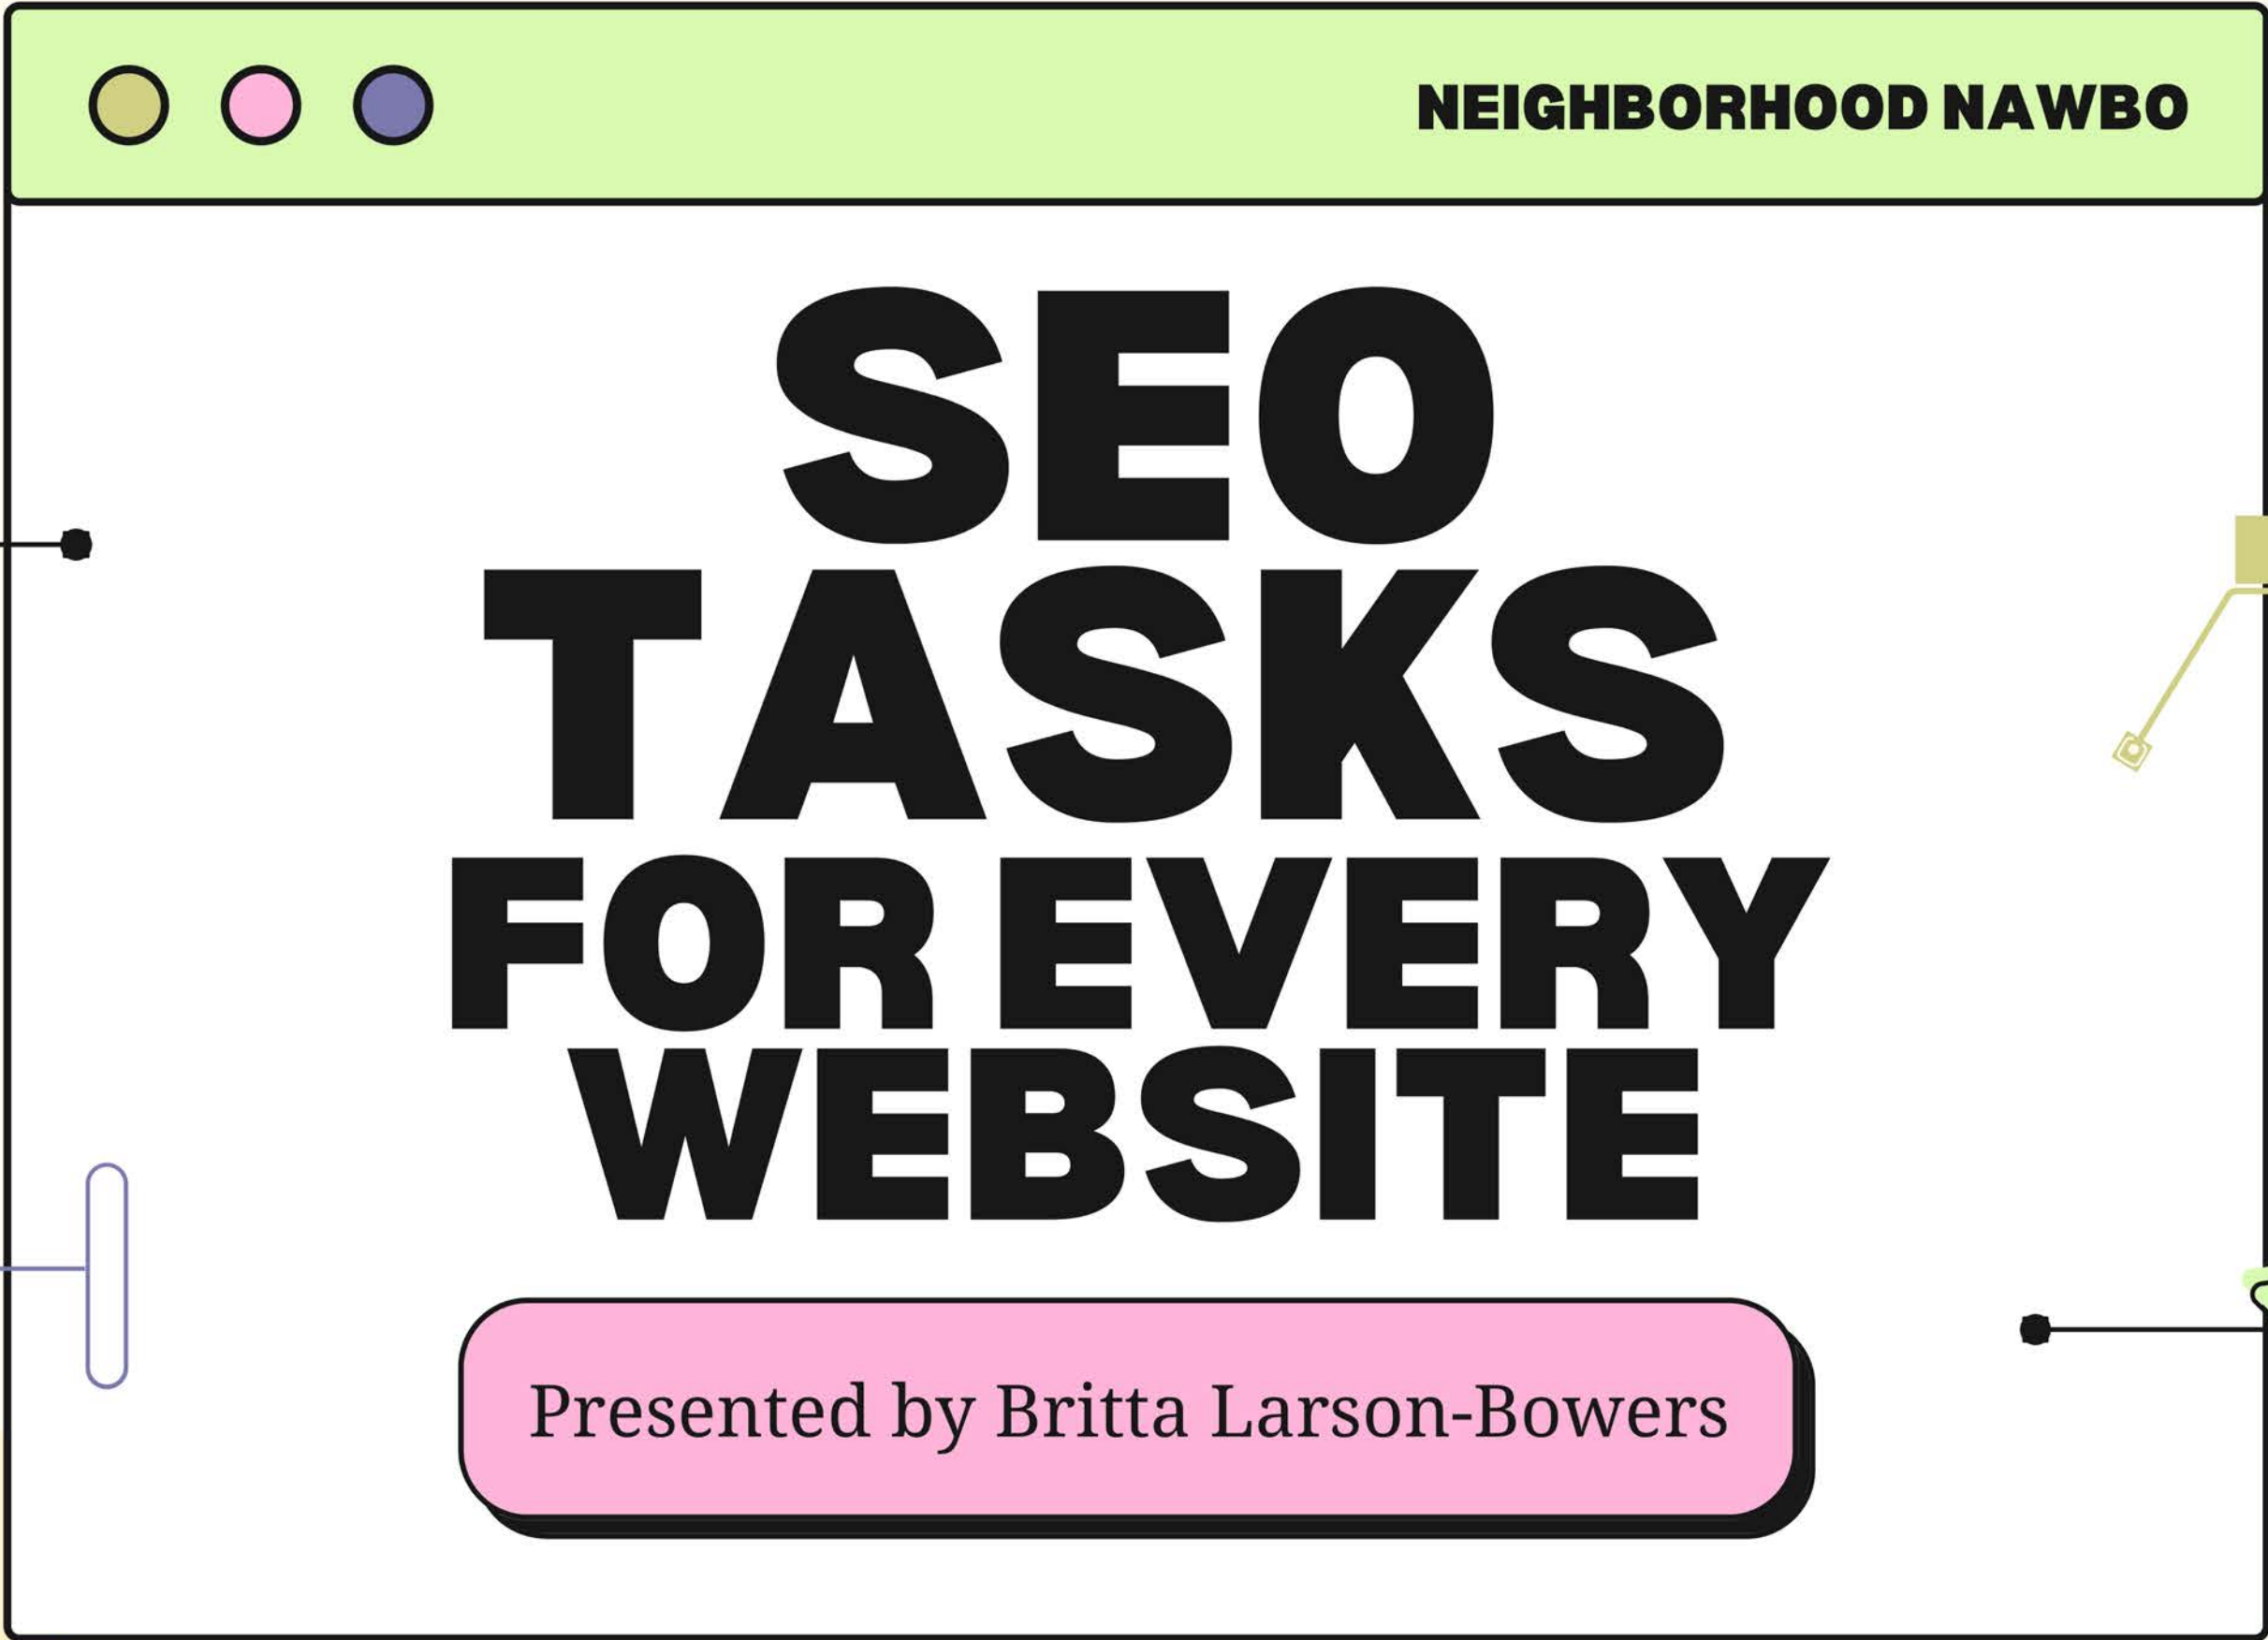 NEIGHBORHOOD NAWBO
SEO
TASKS
FOR EVERY
WEBSITE
Presented by Britta Larson-Bowers